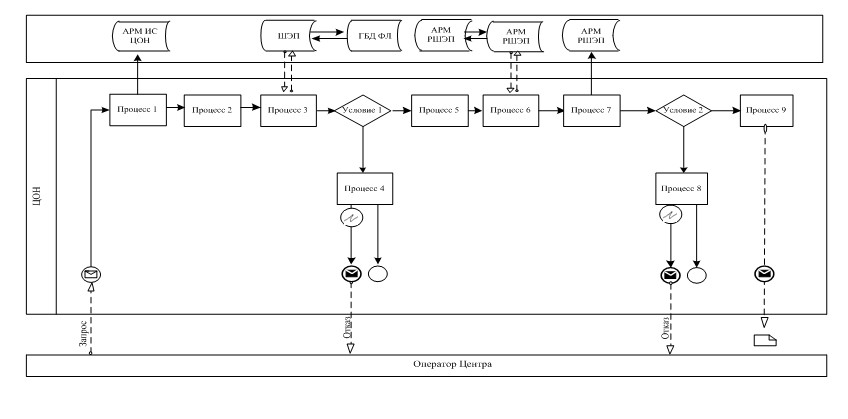 АРМ ИС
ЦОН
ШЭП
ГБД ФЛ
АРМ
РШЭП
АРМ
РШЭП
АРМ
РШЭП
ЦОН
Процесс 1
Процесс 2
Процесс 3
Условие 1
Процесс 5
Процесс 6
Процесс 7
Условие 2
Процесс 9
Процесс 4
Процесс 8
Запрос
Отказ
Отказ
Оператор Центра